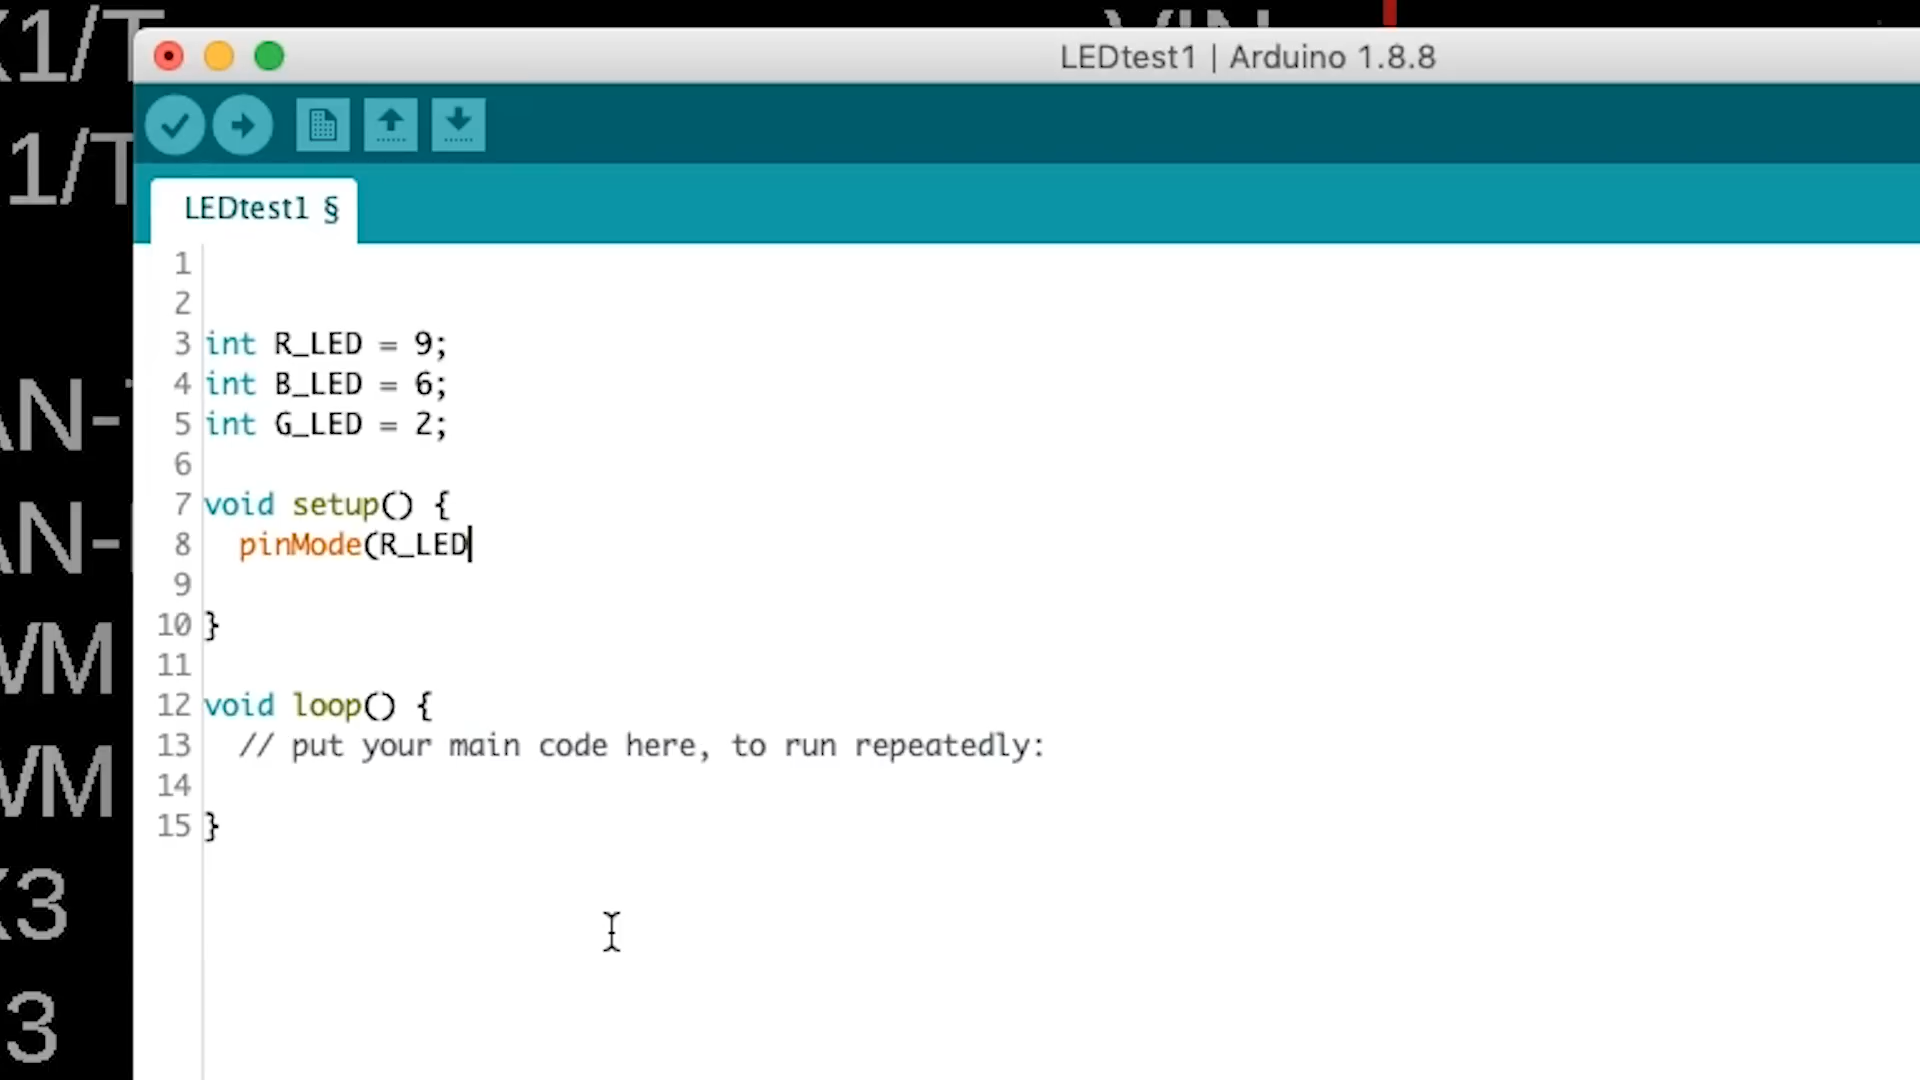 LEDtest1 | Arduino 1.8.8
LEDtest1 §
1
2
3 int R_LED = 9;
4 int B_LED = 6;
5 int G_LED = 2;
6
7 void setup() {
8 pinMode(R_LED
9
10 }
11
12 void loop() {
13 // put your main code here, to run repeatedly:
14
15 }